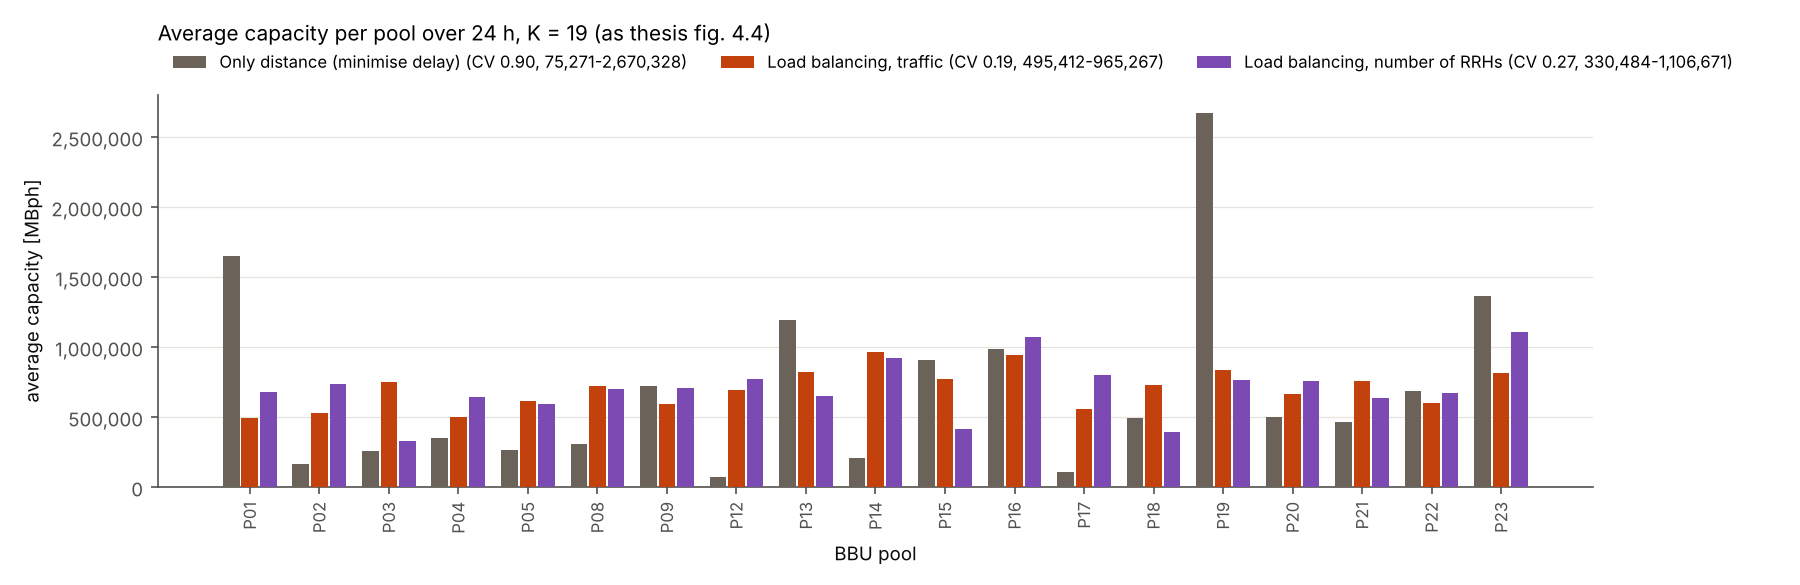 Average capacity per pool over 24 h, K = 19 (as thesis fig. 4.4)
Only distance (minimise delay) (CV 0.90, 75,271-2,670,328)
Load balancing, traffic (CV 0.19, 495,412-965,267)
Load balancing, number of RRHs (CV 0.27, 330,484-1,106,671)
average capacity [MBph]
2,500,000
2,000,000
1,500,000
1,000,000
500,000
0
P01
P02
P03
P04
P05
P08
P09
P12
P13
P14
P15
P16
P17
P18
P19
P20
P21
P22
P23
BBU pool